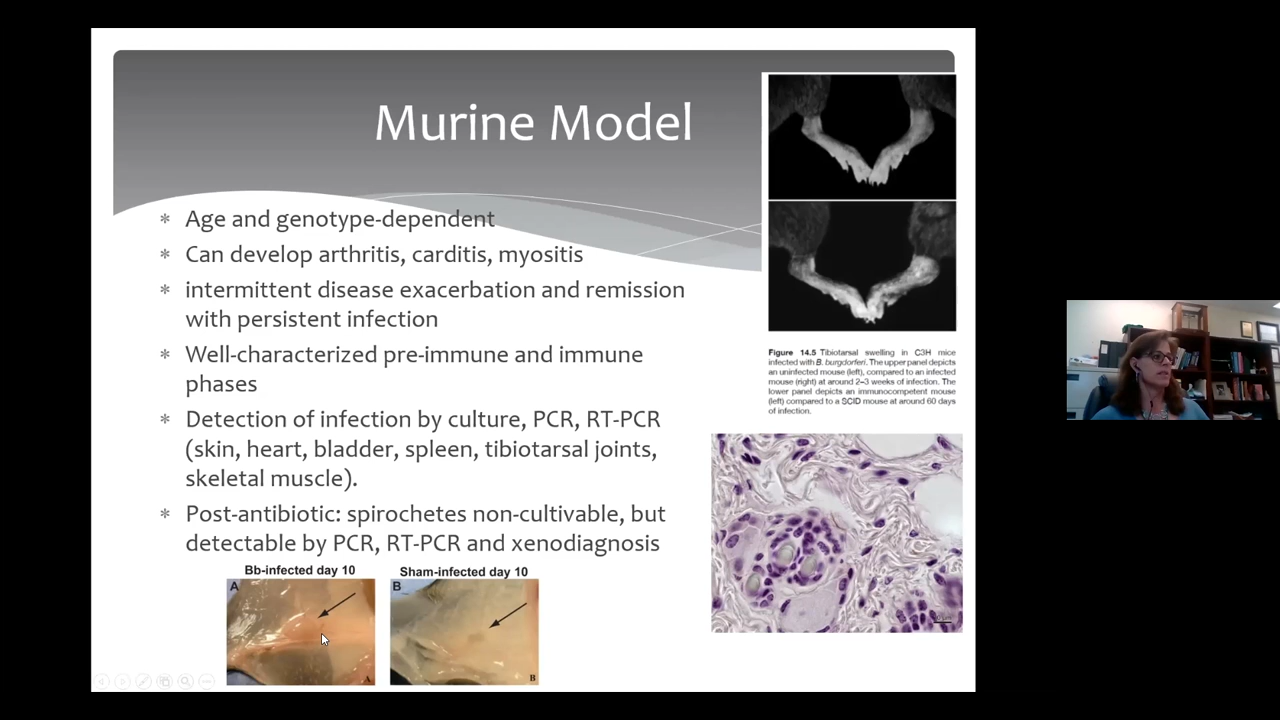 Murine Model
* Age and genotype-dependent
* Can develop arthritis, carditis, myositis
* intermittent disease exacerbation and remission
with persistent infection
* Well-characterized pre-immune and immune
phases
* Detection of infection by culture, PCR, RT-PCR
(skin, heart, bladder, spleen, tibiotarsal joints,
skeletal muscle).
* Post-antibiotic: spirochetes non-cultivable, but
detectable by PCR, RT-PCR and xenodiagnosis
Bb-infected day 10
A
A
Sham-infected day 10
B
B
Figure 14.5 Tibiotarsal swelling in C3H mice
infected with B. burgdorferi. The upper panel depicts
an uninfected mouse (left), compared to an infected
mouse (right) at around 2–3 weeks of infection. The
lower panel depicts an immunocompetent mouse
(left) compared to a SCID mouse at around 60 days
of infection.